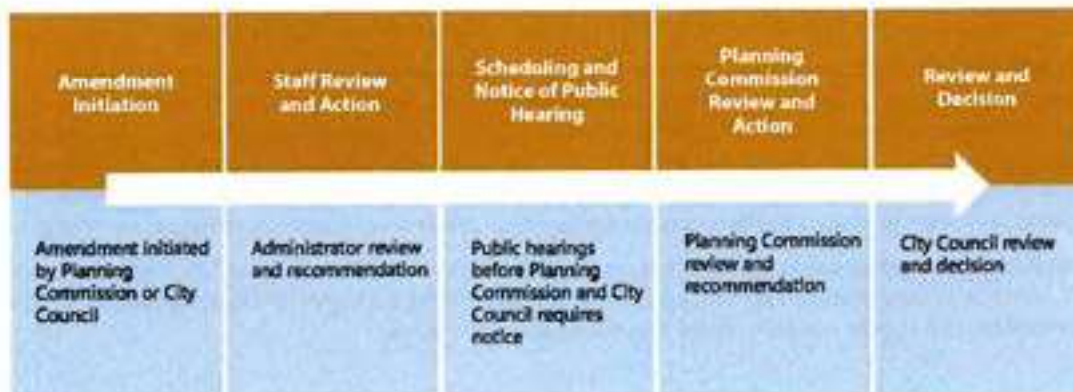 Amendment
Initiation
Staff Review
and Action
Scheduling and
Notice of Public
Hearing
Planning
Commission
Review and
Action
Review and
Decision
Amendment initiated
by Planning
Commission or City
Council
Administrator review
and recommendation
Public hearings
before Planning
Commission and City
Council requires
notice
Planning Commission
review and
recommendation
City Council review
and decision